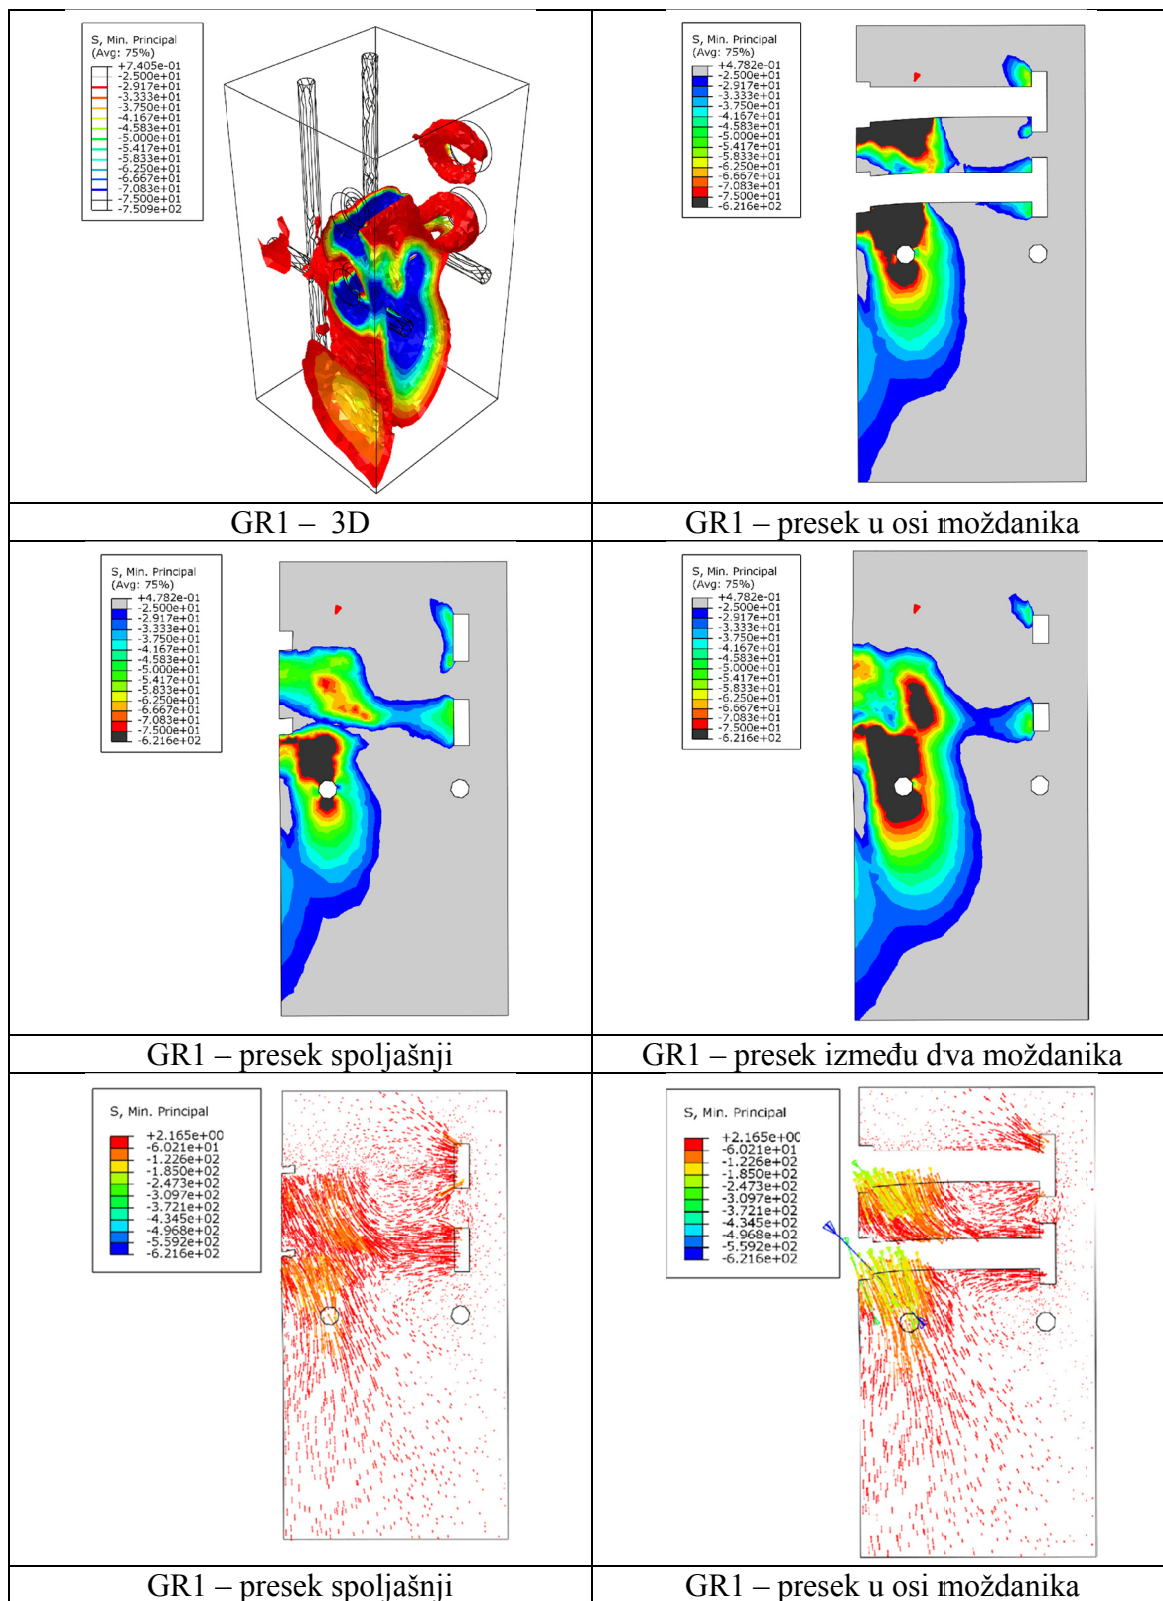 S, Min. Principal
(Avg: 75%)
+7.405e-01
-2.500e+01
-2.917e+01
-3.333e+01
-3.750e+01
-4.167e+01
-4.583e+01
-5.000e+01
-5.417e+01
-5.833e+01
-6.250e+01
-6.667e+01
-7.083e+01
-7.500e+01
-7.509e+02
S, Min. Principal
(Avg: 75%)
+4.782e-01
-2.500e+01
-2.917e+01
-3.333e+01
-3.750e+01
-4.167e+01
-4.583e+01
-5.000e+01
-5.417e+01
-5.833e+01
-6.250e+01
-6.667e+01
-7.083e+01
-7.500e+01
-6.216e+02
GR1 – 3D
GR1 – presek u osi moždanika
S, Min. Principal
(Avg: 75%)
+4.782e-01
-2.500e+01
-2.917e+01
-3.333e+01
-3.750e+01
-4.167e+01
-4.583e+01
-5.000e+01
-5.417e+01
-5.833e+01
-6.250e+01
-6.667e+01
-7.083e+01
-7.500e+01
-6.216e+02
S, Min. Principal
(Avg: 75%)
+4.782e-01
-2.500e+01
-2.917e+01
-3.333e+01
-3.750e+01
-4.167e+01
-4.583e+01
-5.000e+01
-5.417e+01
-5.833e+01
-6.250e+01
-6.667e+01
-7.083e+01
-7.500e+01
-6.216e+02
GR1 – presek spoljašnji
GR1 – presek između dva moždanika
S, Min. Principal
+2.165e+00
-6.021e+01
-1.226e+02
-1.850e+02
-2.473e+02
-3.097e+02
-3.721e+02
-4.345e+02
-4.968e+02
-5.592e+02
-6.216e+02
S, Min. Principal
+2.165e+00
-6.021e+01
-1.226e+02
-1.850e+02
-2.473e+02
-3.097e+02
-3.721e+02
-4.345e+02
-4.968e+02
-5.592e+02
-6.216e+02
GR1 – presek spoljašnji
GR1 – presek u osi moždanika